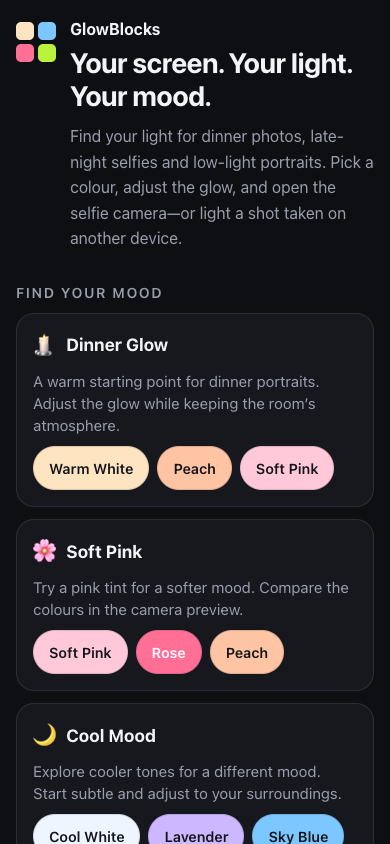 GlowBlocks
Your screen. Your light.
Your mood.
Find your light for dinner photos, late-
night selfies and low-light portraits. Pick a
colour, adjust the glow, and open the
selfie camera—or light a shot taken on
another device.
FIND YOUR MOOD
Dinner Glow
A warm starting point for dinner portraits.
Adjust the glow while keeping the room's
atmosphere.
Warm White Peach Soft Pink
Soft Pink
Try a pink tint for a softer mood. Compare the
colours in the camera preview.
Soft Pink Rose Peach
Cool Mood
Explore cooler tones for a different mood.
Start subtle and adjust to your surroundings.
Cool White Lavender Sky Blue